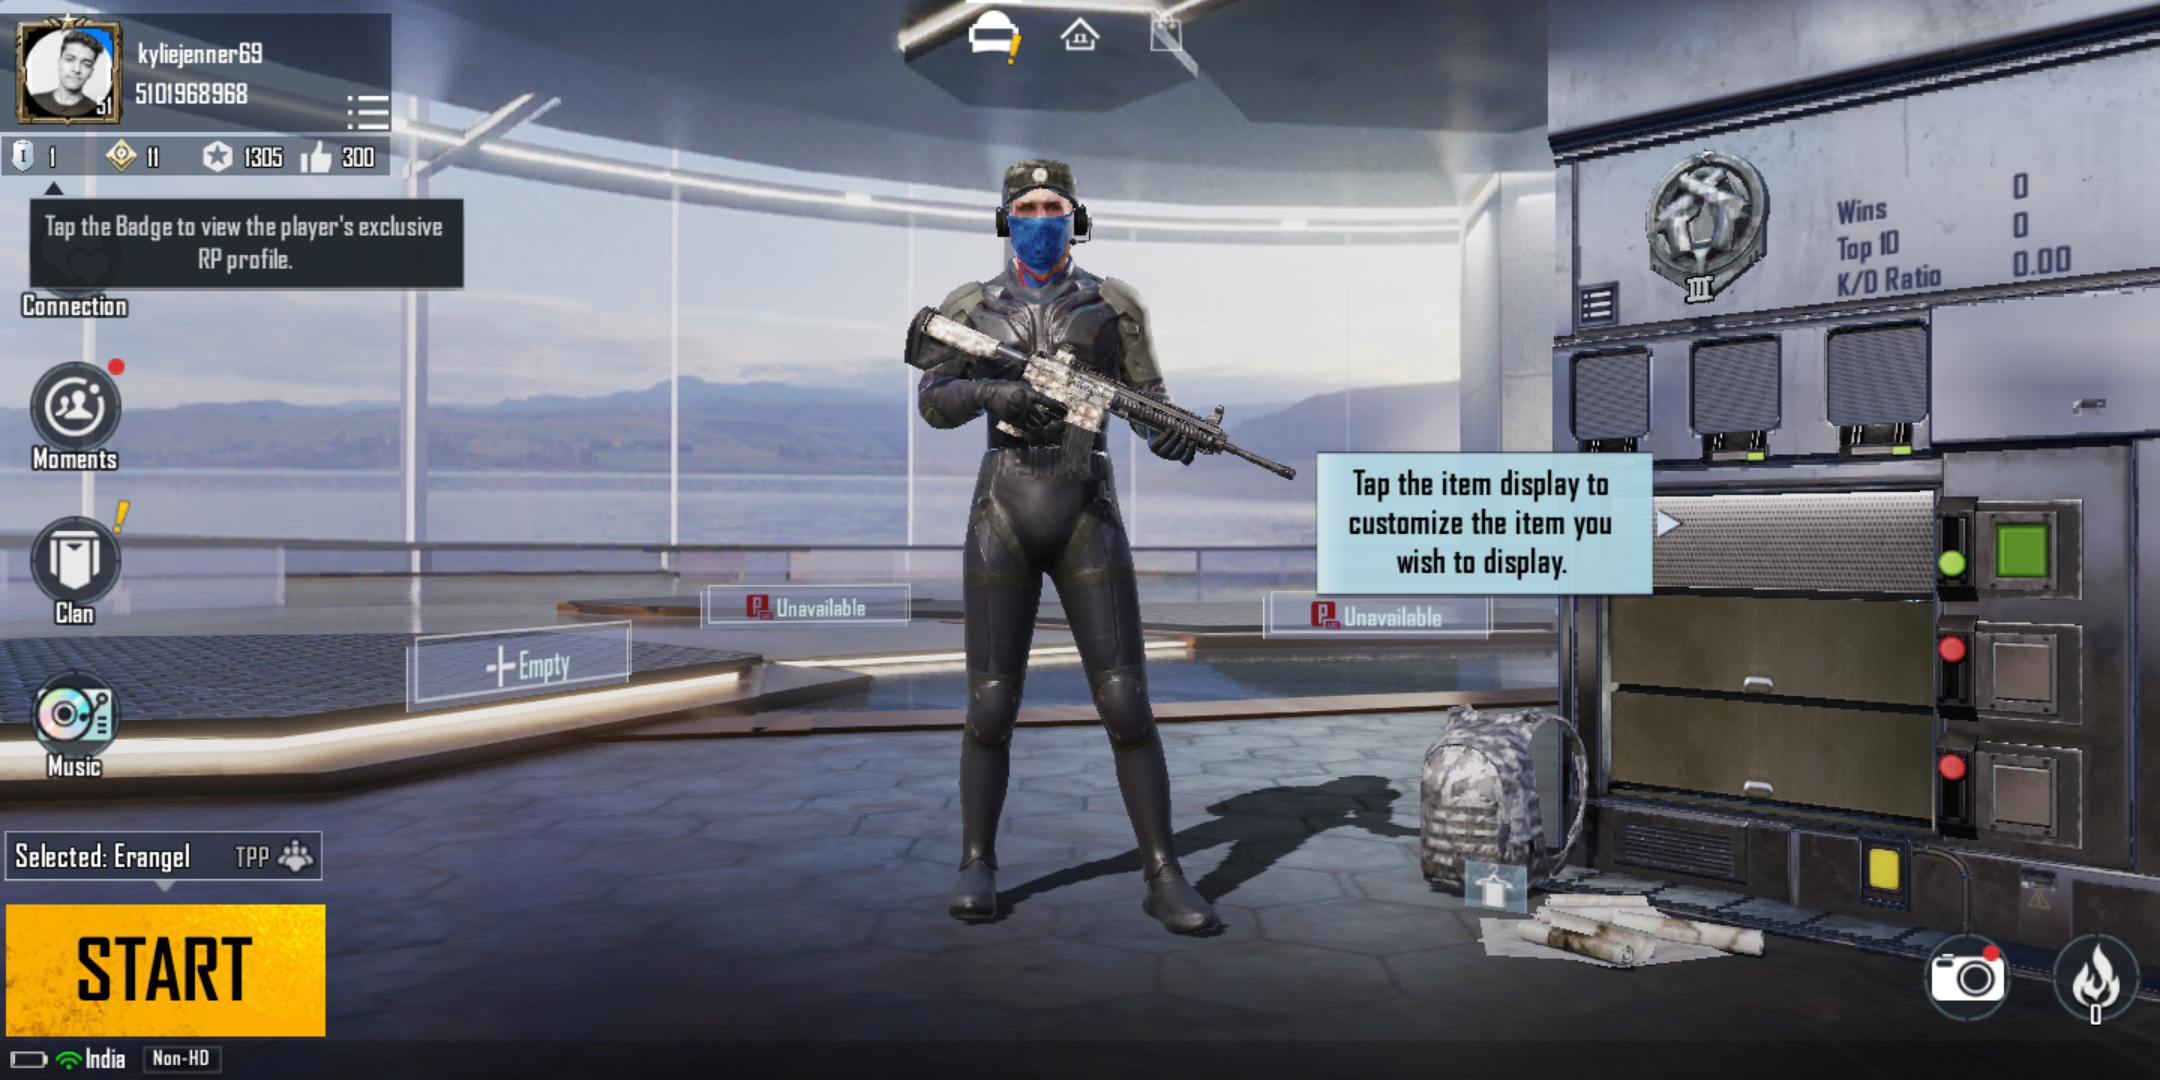 kyliejenner69
5101968968
51
I 1 11 1305 300
Tap the Badge to view the player's exclusive
RP profile.
Connection
Moments
Clan
Music
Empty
Unavailable
Unavailable
Tap the item display to
customize the item you
wish to display.
III
Wins 0
Top 10 0
K/D Ratio 0.00
Selected: Erangel TPP
START
India Non-HD
0